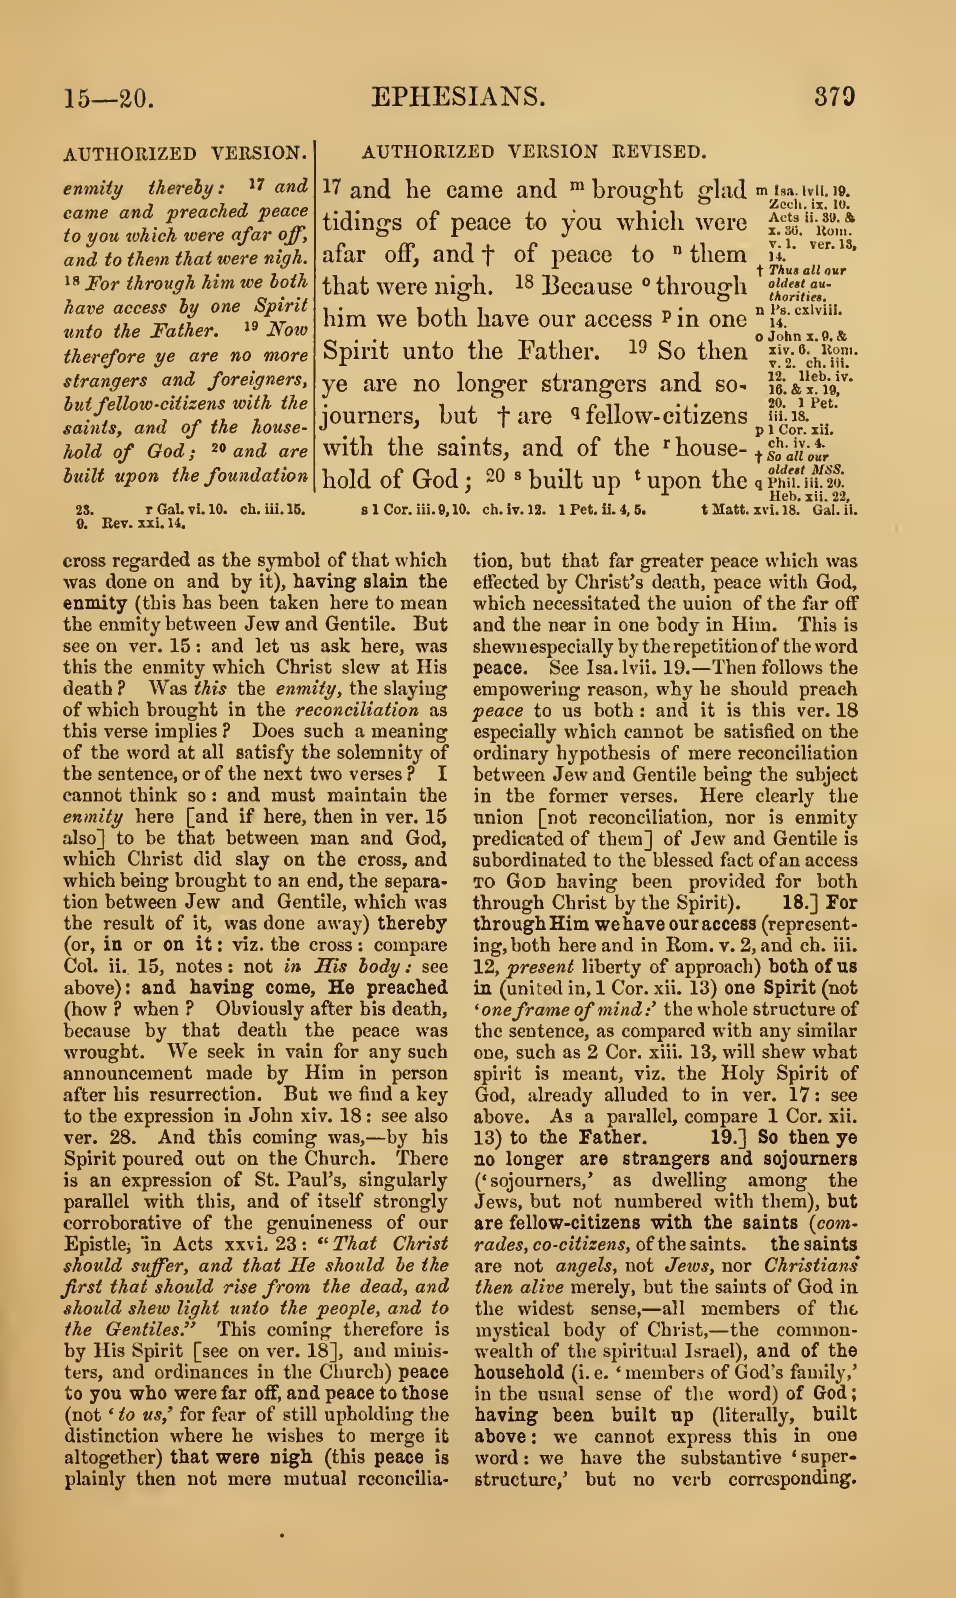 15—20.
EPHESIANS.
379
AUTHORIZED VERSION.
enmity thereby: 17 and
came and preached peace
to you which were afar off,
and to them that were nigh.
18 For through him we both
have access by one Spirit
unto the Father. 19 Now
therefore ye are no more
strangers and foreigners,
but fellow-citizens with the
saints, and of the house-
hold of God; 20 and are
built upon the foundation
AUTHORIZED VERSION REVISED.
17 and he came and m brought glad
tidings of peace to you which were
afar off, and † of peace to n them
that were nigh. 18 Because o through
him we both have our access p in one
Spirit unto the Father. 19 So then
ye are no longer strangers and so-
journers, but † are q fellow-citizens
with the saints, and of the r house-
hold of God; 20 s built up t upon the
m Isa. lvii. 19.
Zech. ix. 10.
Acts ii. 39. &
x. 36. Rom.
v. 1. ver. 13,
14.
† Thus all our
oldest au-
thorities.
n Ps. cxlviii.
14.
o John x. 9. &
xiv. 6. Rom.
v. 2. ch. iii.
12. Heb. iv.
16. & x. 19,
20. 1 Pet.
iii. 18.
p 1 Cor. xii.
ch. iv. 4.
† So all our
oldest MSS.
q Phil. iii. 20.
Heb. xii. 22,
23. r Gal. vi. 10. ch. iii. 15. s 1 Cor. iii. 9, 10. ch. iv. 12. 1 Pet. ii. 4, 5. t Matt. xvi. 18. Gal. ii.
9. Rev. xxi. 14.
cross regarded as the symbol of that which
was done on and by it), having slain the
enmity (this has been taken here to mean
the enmity between Jew and Gentile. But
see on ver. 15: and let us ask here, was
this the enmity which Christ slew at His
death? Was this the enmity, the slaying
of which brought in the reconciliation as
this verse implies? Does such a meaning
of the word at all satisfy the solemnity of
the sentence, or of the next two verses? I
cannot think so: and must maintain the
enmity here [and if here, then in ver. 15
also] to be that between man and God,
which Christ did slay on the cross, and
which being brought to an end, the separa-
tion between Jew and Gentile, which was
the result of it, was done away) thereby
(or, in or on it: viz. the cross: compare
Col. ii. 15, notes: not in His body: see
above): and having come, He preached
(how? when? Obviously after his death,
because by that death the peace was
wrought. We seek in vain for any such
announcement made by Him in person
after his resurrection. But we find a key
to the expression in John xiv. 18: see also
ver. 28. And this coming was,—by his
Spirit poured out on the Church. There
is an expression of St. Paul's, singularly
parallel with this, and of itself strongly
corroborative of the genuineness of our
Epistle, in Acts xxvi. 23: "That Christ
should suffer, and that He should be the
first that should rise from the dead, and
should shew light unto the people, and to
the Gentiles." This coming therefore is
by His Spirit [see on ver. 18], and minis-
ters, and ordinances in the Church) peace
to you who were far off, and peace to those
(not 'to us,' for fear of still upholding the
distinction where he wishes to merge it
altogether) that were nigh (this peace is
plainly then not mere mutual reconcilia-
tion, but that far greater peace which was
effected by Christ's death, peace with God,
which necessitated the uuion of the far off
and the near in one body in Him. This is
shewn especially by the repetition of the word
peace. See Isa. lvii. 19.—Then follows the
empowering reason, why he should preach
peace to us both: and it is this ver. 18
especially which cannot be satisfied on the
ordinary hypothesis of mere reconciliation
between Jew and Gentile being the subject
in the former verses. Here clearly the
union [not reconciliation, nor is enmity
predicated of them] of Jew and Gentile is
subordinated to the blessed fact of an access
TO GOD having been provided for both
through Christ by the Spirit). 18.] For
through Him we have our access (represent-
ing, both here and in Rom. v. 2, and ch. iii.
12, present liberty of approach) both of us
in (united in, 1 Cor. xii. 13) one Spirit (not
'one frame of mind:' the whole structure of
the sentence, as compared with any similar
one, such as 2 Cor. xiii. 13, will shew what
spirit is meant, viz. the Holy Spirit of
God, already alluded to in ver. 17: see
above. As a parallel, compare 1 Cor. xii.
13) to the Father. 19.] So then ye
no longer are strangers and sojourners
('sojourners,' as dwelling among the
Jews, but not numbered with them), but
are fellow-citizens with the saints (com-
rades, co-citizens, of the saints. the saints
are not angels, not Jews, nor Christians
then alive merely, but the saints of God in
the widest sense,—all members of the
mystical body of Christ,—the common-
wealth of the spiritual Israel), and of the
household (i. e. 'members of God's family,'
in the usual sense of the word) of God;
having been built up (literally, built
above: we cannot express this in one
word: we have the substantive 'super-
structure,' but no verb corresponding.